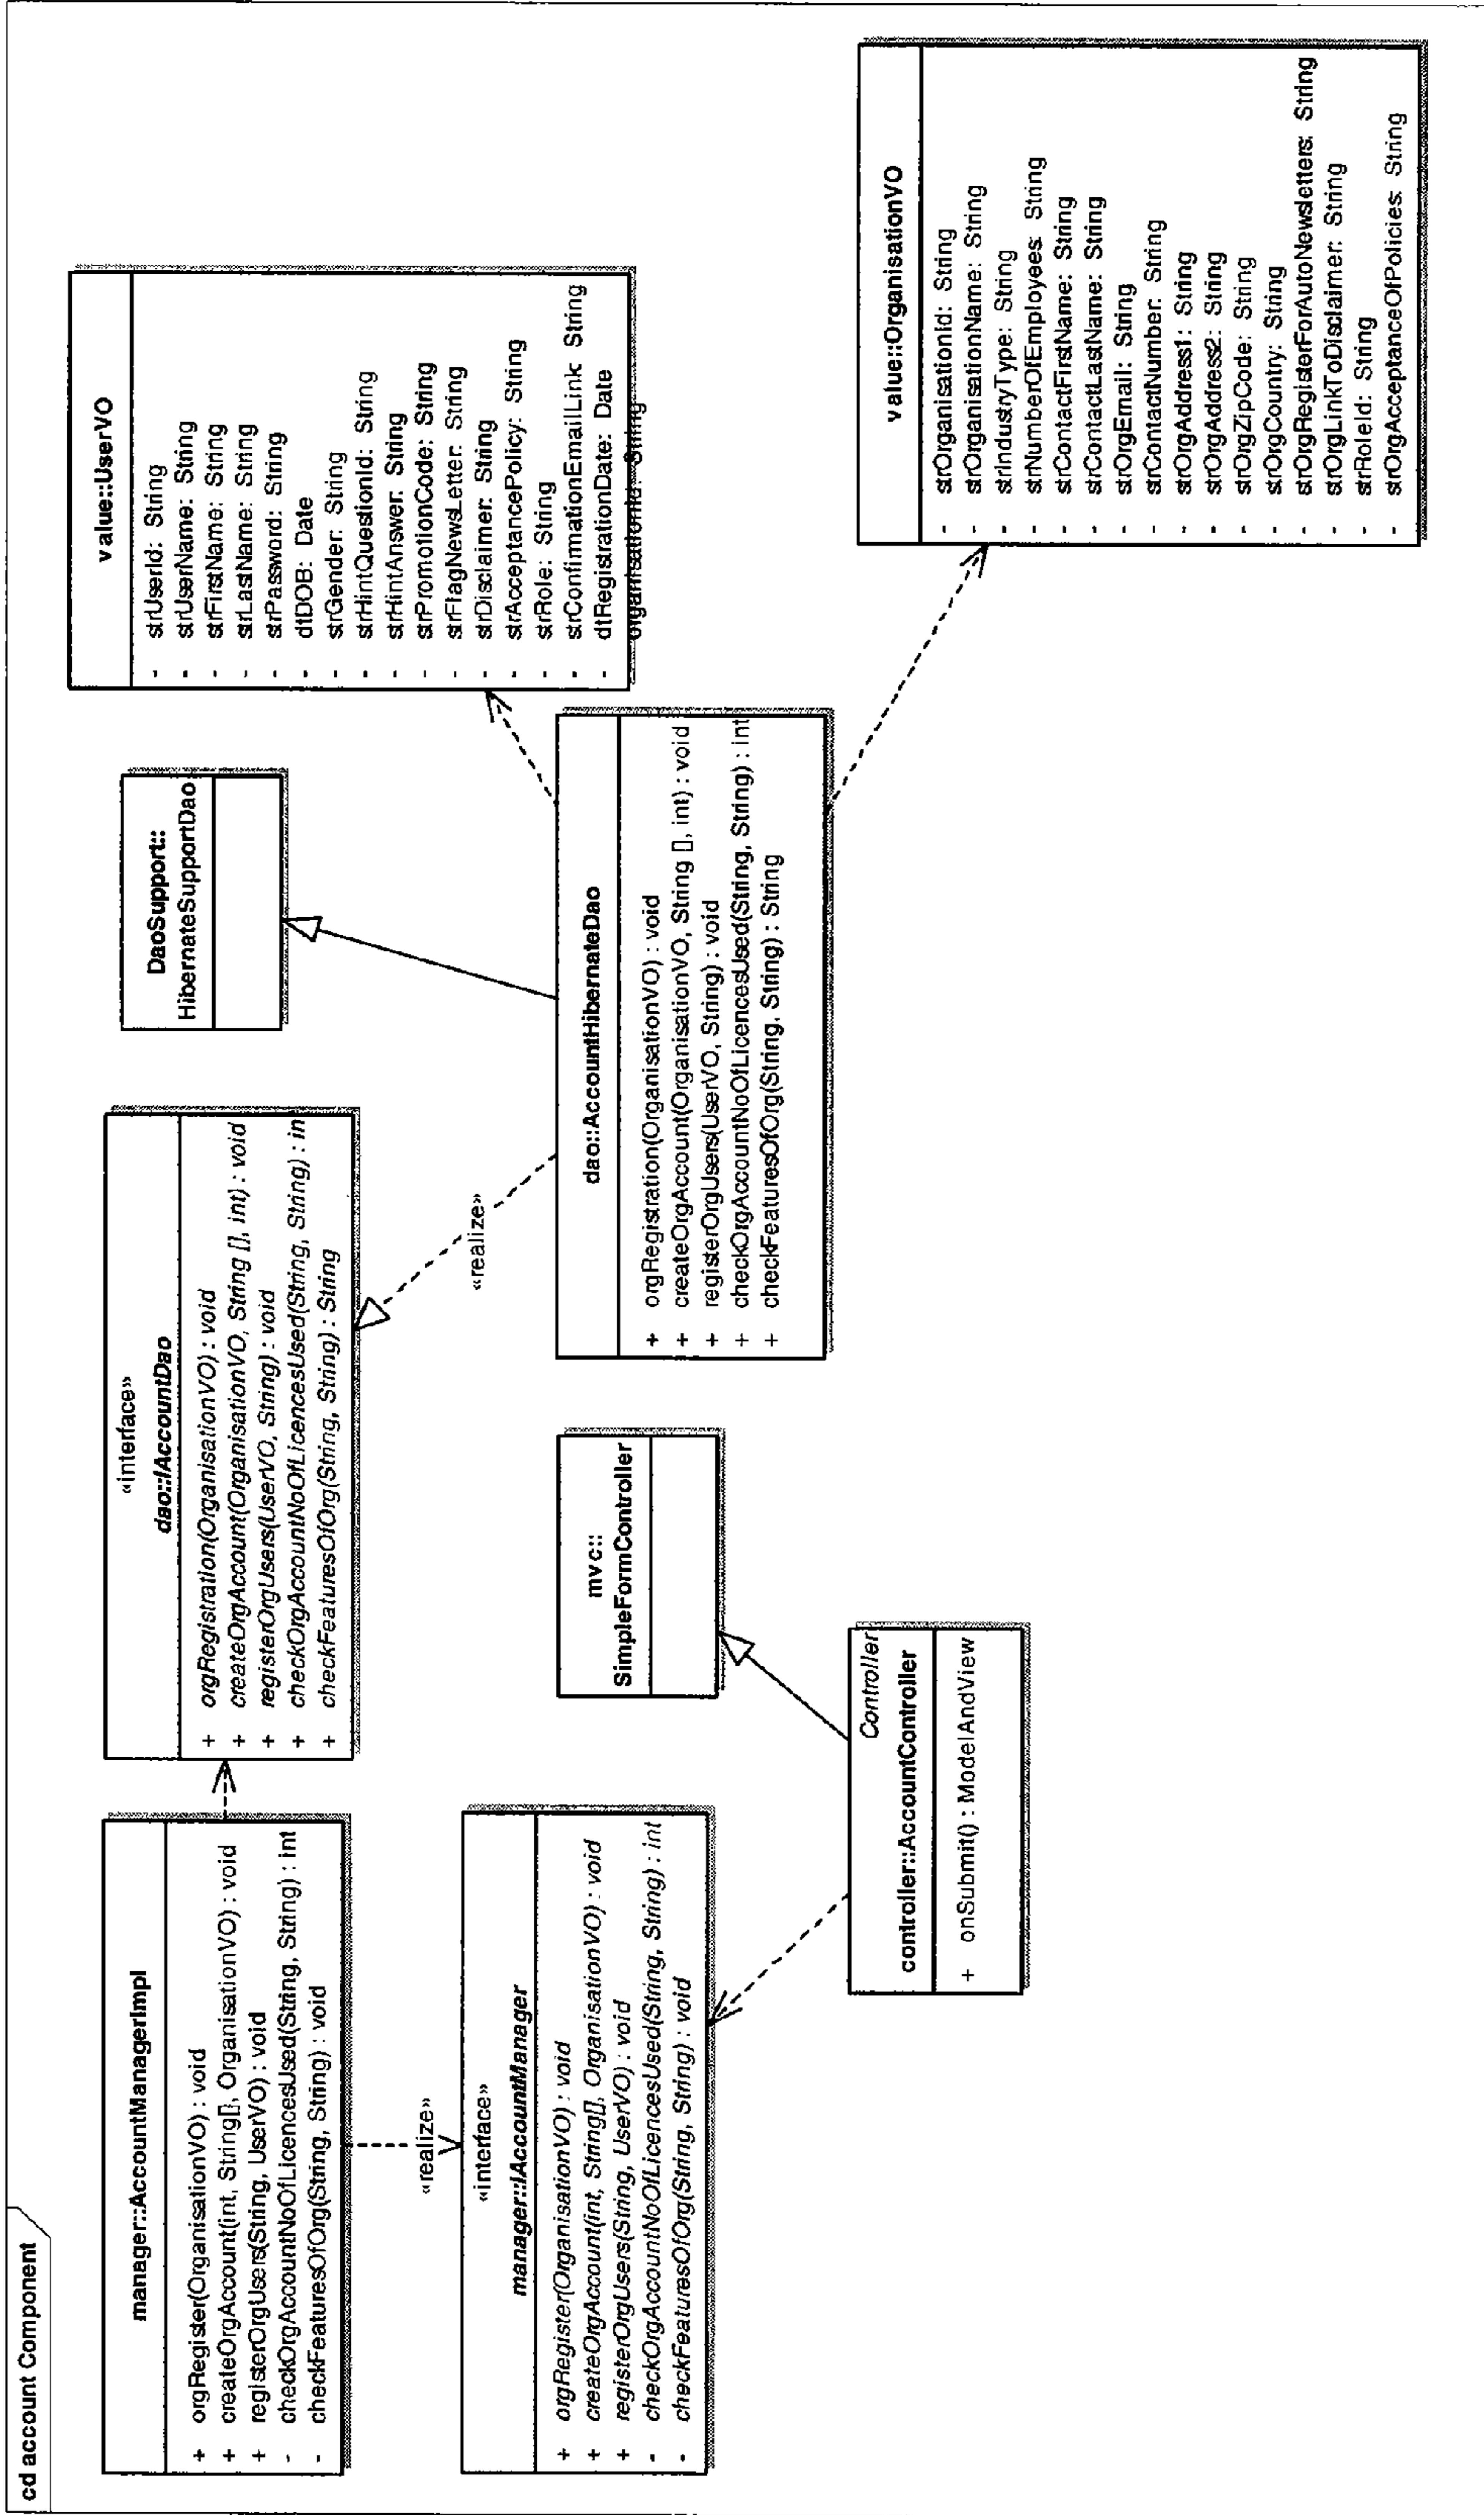 cd account Component
manager::AccountManagerImpl
+ orgRegister(OrganisationVO) : void
+ createOrgAccount(int, String[], OrganisationVO) : void
+ registerOrgUsers(String, UserVO) : void
- checkOrgAccountNoOfLicencesUsed(String, String) : int
- checkFeaturesOfOrg(String, String) : void
«realize»
«interface»
manager::IAccountManager
+ orgRegister(OrganisationVO) : void
+ createOrgAccount(int, String[], OrganisationVO) : void
+ registerOrgUsers(String, UserVO) : void
- checkOrgAccountNoOfLicencesUsed(String, String) : int
- checkFeaturesOfOrg(String, String) : void
Controller
controller::AccountController
+ onSubmit() : ModelAndView
mvc::
SimpleFormController
«interface»
dao::IAccountDao
+ orgRegistration(OrganisationVO) : void
+ createOrgAccount(OrganisationVO, String [], int) : void
+ registerOrgUsers(UserVO, String) : void
+ checkOrgAccountNoOfLicencesUsed(String, String) : in
+ checkFeaturesOfOrg(String, String) : String
«realize»
DaoSupport::
HibernateSupportDao
dao::AccountHibernateDao
+ orgRegistration(OrganisationVO) : void
+ createOrgAccount(OrganisationVO, String [], int) : void
+ registerOrgUsers(UserVO, String) : void
+ checkOrgAccountNoOfLicencesUsed(String, String) : int
+ checkFeaturesOfOrg(String, String) : String
value::UserVO
- strUserId: String
- strUserName: String
- strFirstName: String
- strLastName: String
- strPassword: String
- dtDOB: Date
- strGender: String
- strHintQuestionId: String
- strHintAnswer: String
- strPromotionCode: String
- strFlagNewsLetter: String
- strDisclaimer: String
- strAcceptancePolicy: String
- strRole: String
- strConfirmationEmailLink: String
- dtRegistrationDate: Date
organisationId: String
value::OrganisationVO
- strOrganisationId: String
- strOrganisationName: String
- strIndustryType: String
- strNumberOfEmployees: String
- strContactFirstName: String
- strContactLastName: String
- strOrgEmail: String
- strContactNumber: String
- strOrgAddress1: String
- strOrgAddress2: String
- strOrgZipCode: String
- strOrgCountry: String
- strOrgRegisterForAutoNewsletters: String
- strOrgLinkToDisclaimer: String
- strRoleId: String
- strOrgAcceptanceOfPolicies: String